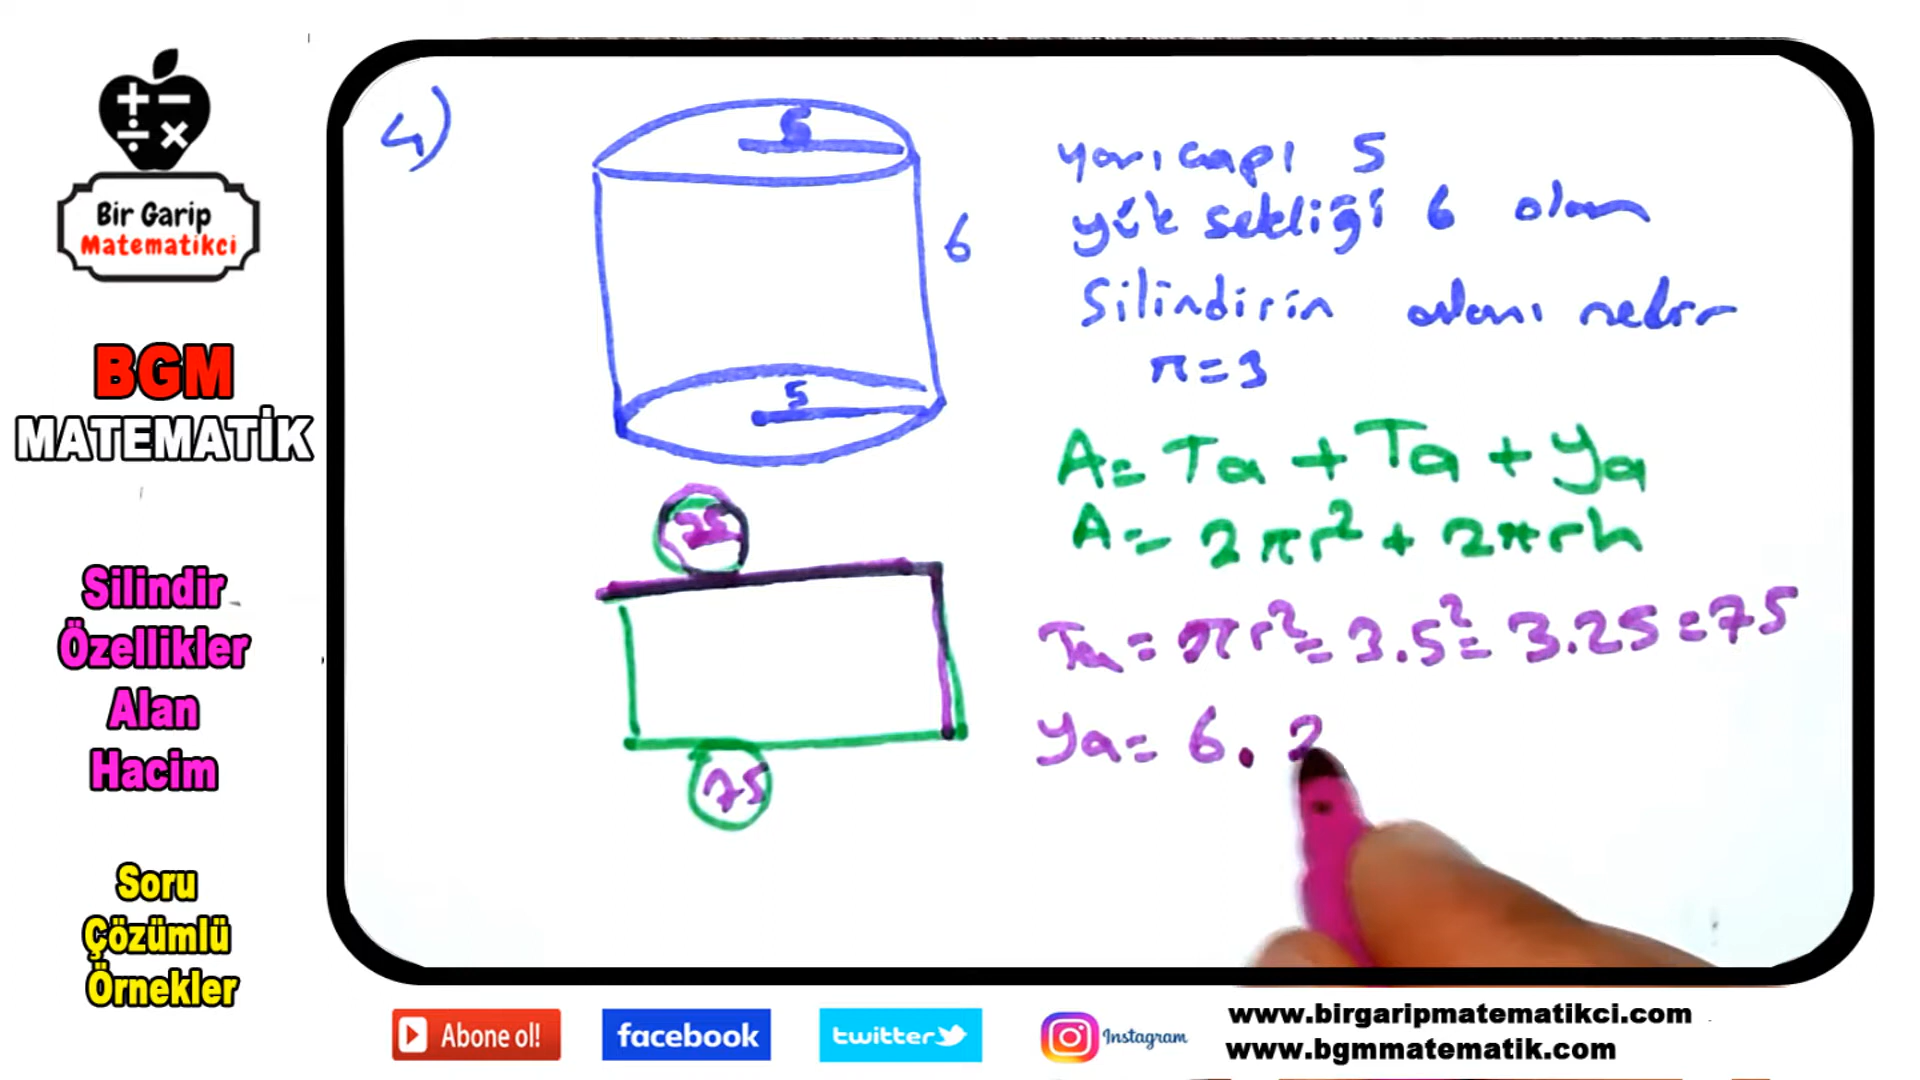 Bir Garip
Matematikci
BGM
MATEMATİK
Silindir
Özellikler
Alan
Hacim
Soru
Çözümlü
Örnekler
4)
5
6
5
yarıçapı 5
yüksekliği 6 olan
Silindirin alanı nedir
π=3
A= Ta + Ta + ya
A= 2πr² + 2πrh
Ta = πr² = 3.5² = 3.25 = 75
ya= 6 . 2
75
75
Abone ol!
facebook
twitter
Instagram
www.birgaripmatematikci.com
www.bgmmatematik.com